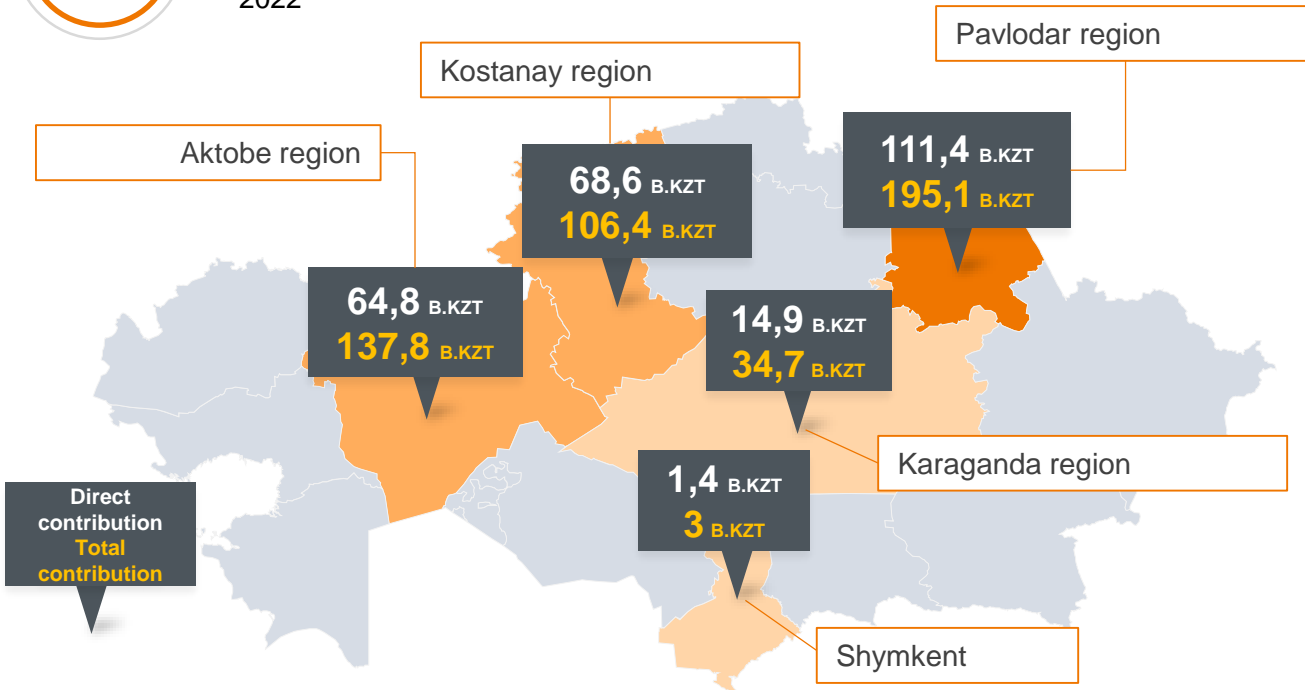 2022
Pavlodar region
Kostanay region
Aktobe region
111,4 B.KZT
195,1 B.KZT
68,6 B.KZT
106,4 B.KZT
64,8 B.KZT
137,8 B.KZT
14,9 B.KZT
34,7 B.KZT
Karaganda region
1,4 B.KZT
3 B.KZT
Direct
contribution
Total
contribution
Shymkent